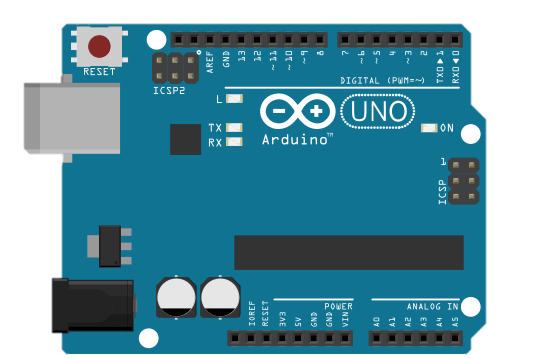 RESET
ICSP2
AREF
GND
13
12
~11
~10
~9
8
7
~6
~5
4
~3
2
TXD▶1
RXD◀0
DIGITAL (PWM=~)
L
TX
RX
Arduino™
UNO
ON
1
ICSP
POWER
ANALOG IN
IOREF
RESET
3V3
5V
GND
GND
VIN
A0
A1
A2
A3
A4
A5